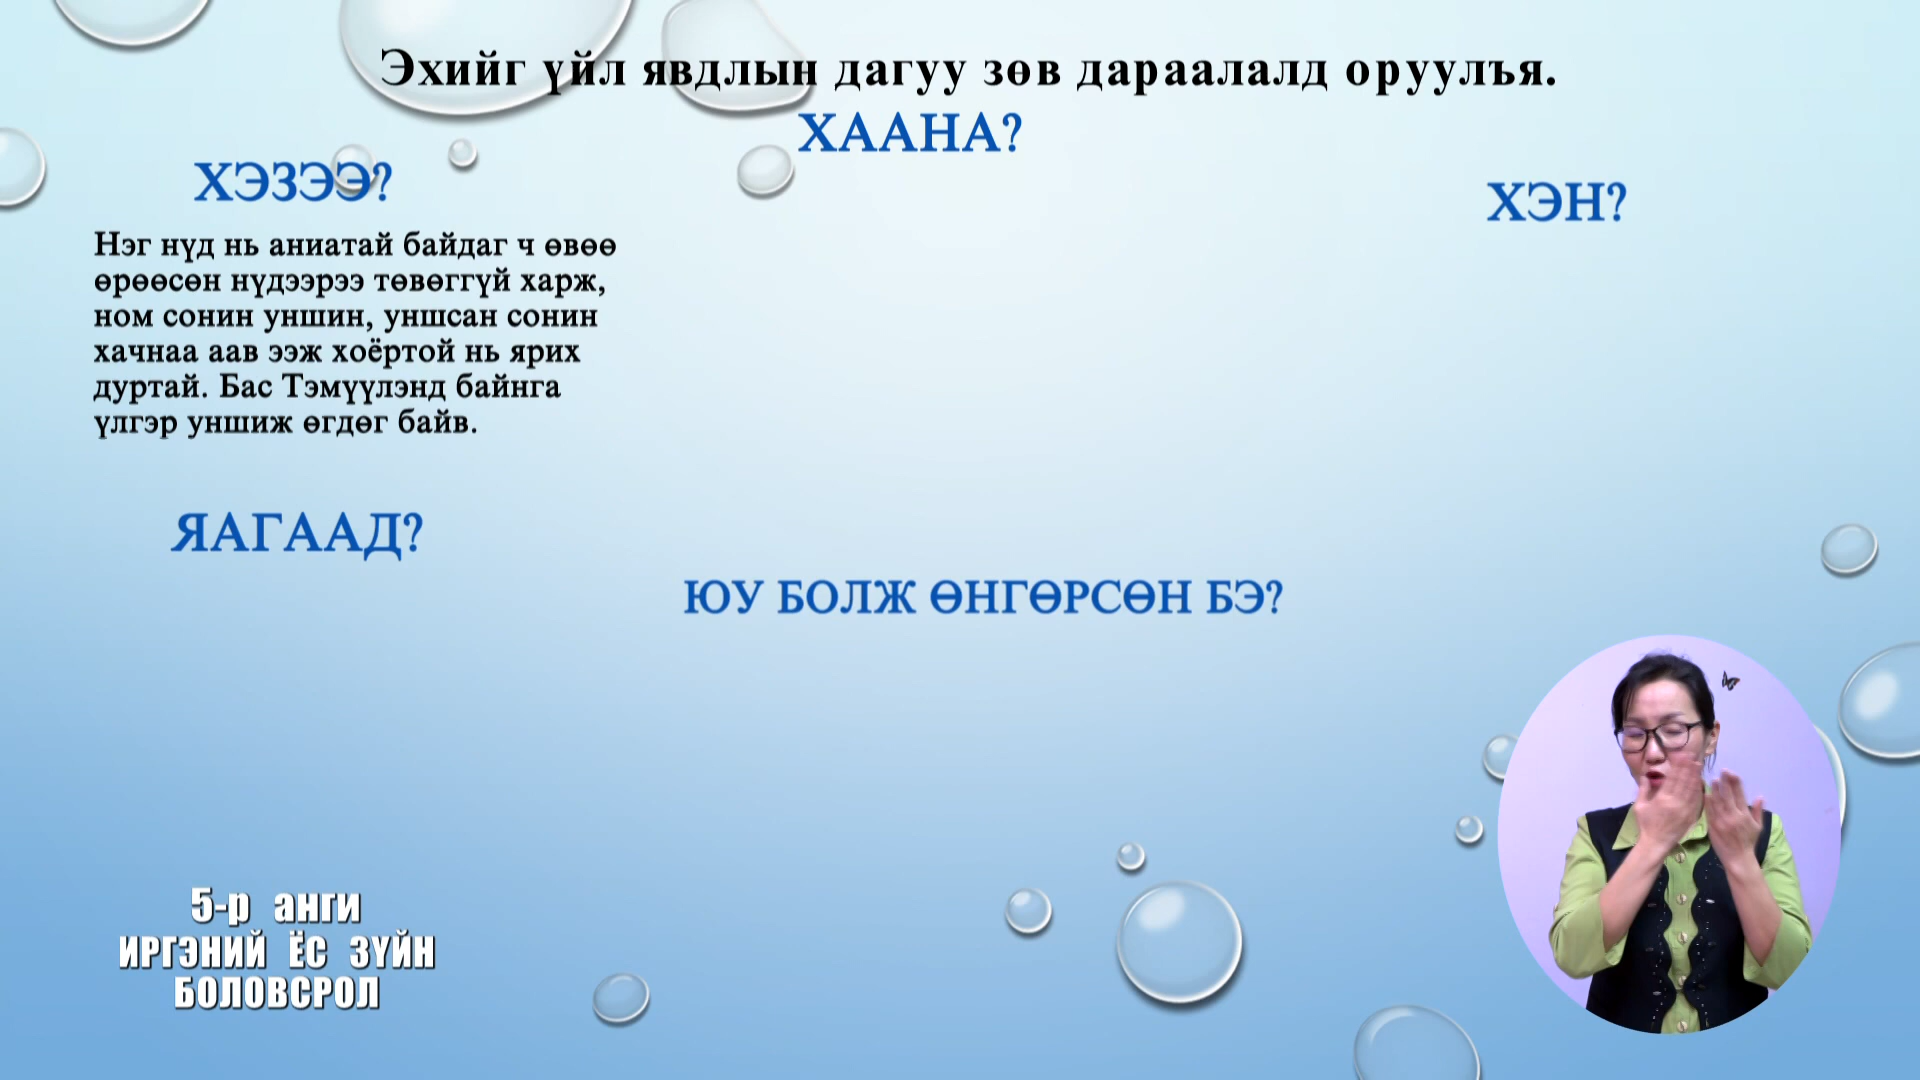 Эхийг үйл явдлын дагуу зөв дараалалд оруулъя.
ХААНА?
ХЭЗЭЭ?
ХЭН?
Нэг нүд нь аниатай байдаг ч өвөө
өрөөсөн нүдээрээ төвөггүй харж,
ном сонин уншин, уншсан сонин
хачнаа аав ээж хоёртой нь ярих
дуртай. Бас Тэмүүлэнд байнга
үлгэр уншиж өгдөг байв.
ЯАГААД?
ЮУ БОЛЖ ӨНГӨРСӨН БЭ?
5-р анги
ИРГЭНИЙ ЁС ЗҮЙН
БОЛОВСРОЛ